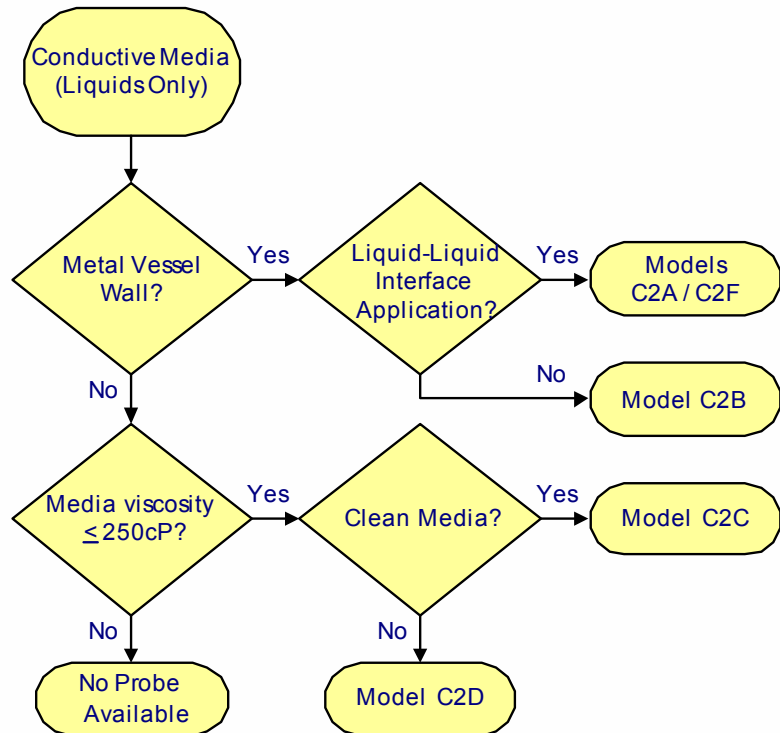 Conductive Media
(Liquids Only)
Metal Vessel
Wall?
Yes
Liquid-Liquid
Interface
Application?
Yes
Models
C2A / C2F
No
Model C2B
No
Media viscosity
≤ 250cP?
Yes
Clean Media?
Yes
Model C2C
No
No Probe
Available
No
Model C2D